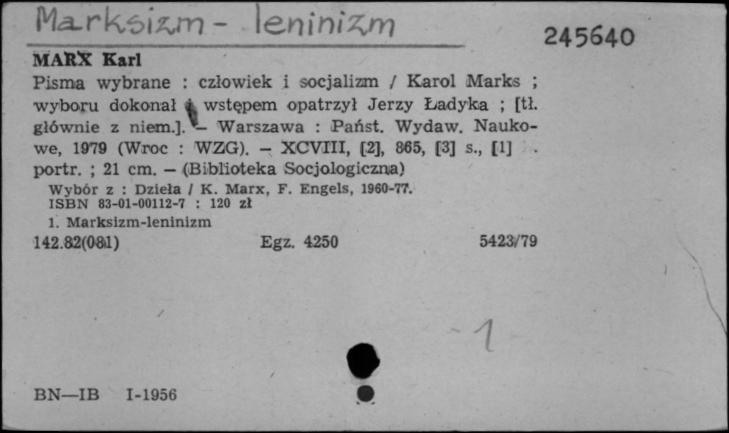 Marksizm - leninizm
245640
MARX Karl
Pisma wybrane : człowiek i socjalizm / Karol Marks ;
wyboru dokonał i wstępem opatrzył Jerzy Ładyka ; [tł.
głównie z niem.]. — Warszawa : Państ. Wydaw. Nauko-
we, 1979 (Wroc : WZG). — XCVIII, [2], 865, [3] s., [1] .
portr. ; 21 cm. — (Biblioteka Socjologiczna)
Wybór z : Dzieła / K. Marx, F. Engels, 1960-77.
ISBN 83-01-00112-7 : 120 zł
1. Marksizm-leninizm
142.82(081) Egz. 4250 5423/79
- 1
BN—IB I-1956